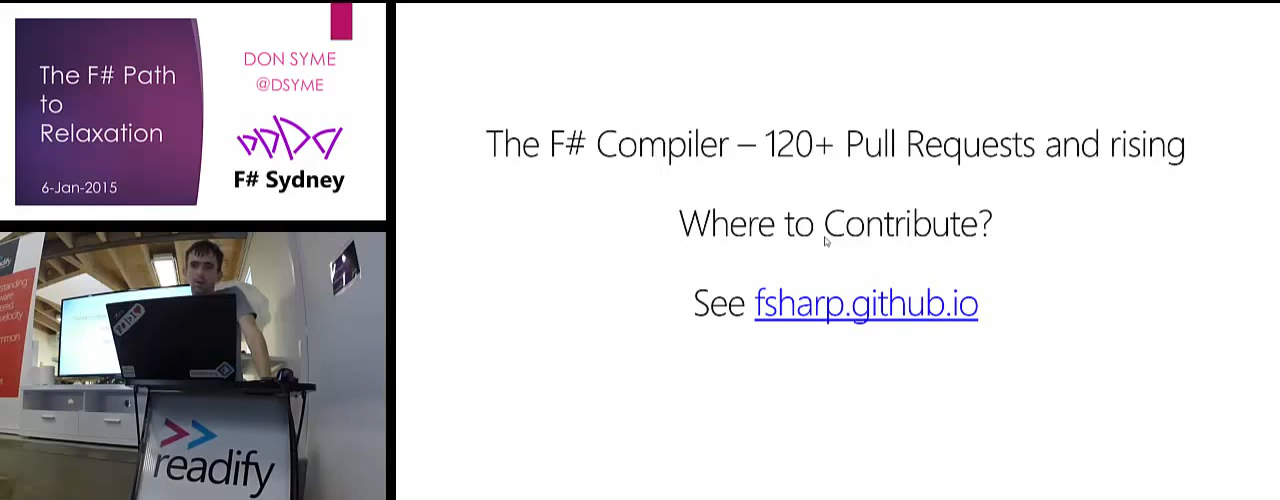 The F# Path
to
Relaxation
6-Jan-2015
DON SYME
@DSYME
F# Sydney
The F# Compiler – 120+ Pull Requests and rising
Where to Contribute?
See fsharp.github.io
readify